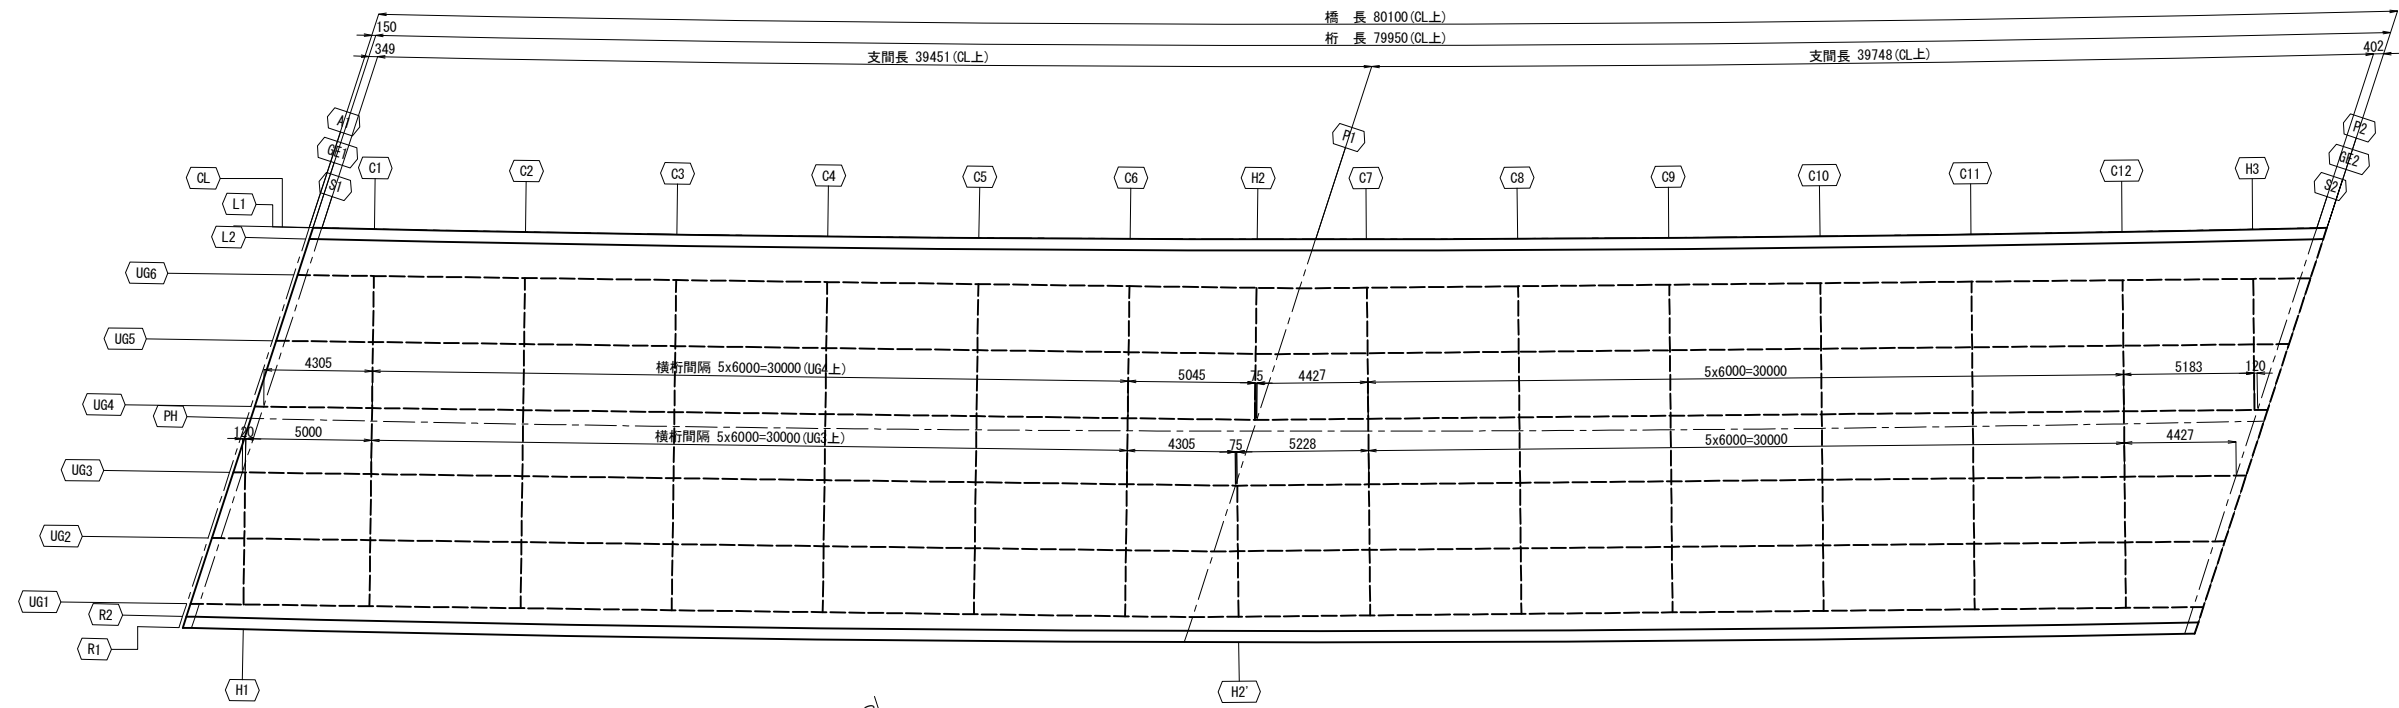 橋　長 80100(CL上)
150
桁　長 79950(CL上)
349
支間長 39451(CL上)
支間長 39748(CL上)
402
A1
GE1
S1
P1
P2
GE2
S2
CL
C1
C2
C3
C4
C5
C6
H2
C7
C8
C9
C10
C11
C12
H3
L1
L2
UG6
UG5
4305
横桁間隔 5x6000=30000(UG4上)
5045
75
4427
5x6000=30000
5183
120
UG4
PH
120
5000
横桁間隔 5x6000=30000(UG3上)
4305
75
5228
5x6000=30000
4427
UG3
UG2
UG1
R2
R1
H1
H2'